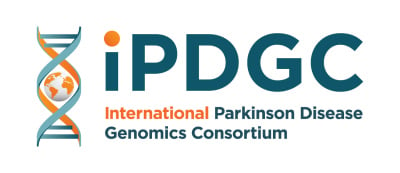 iPDGC
International Parkinson Disease
Genomics Consortium